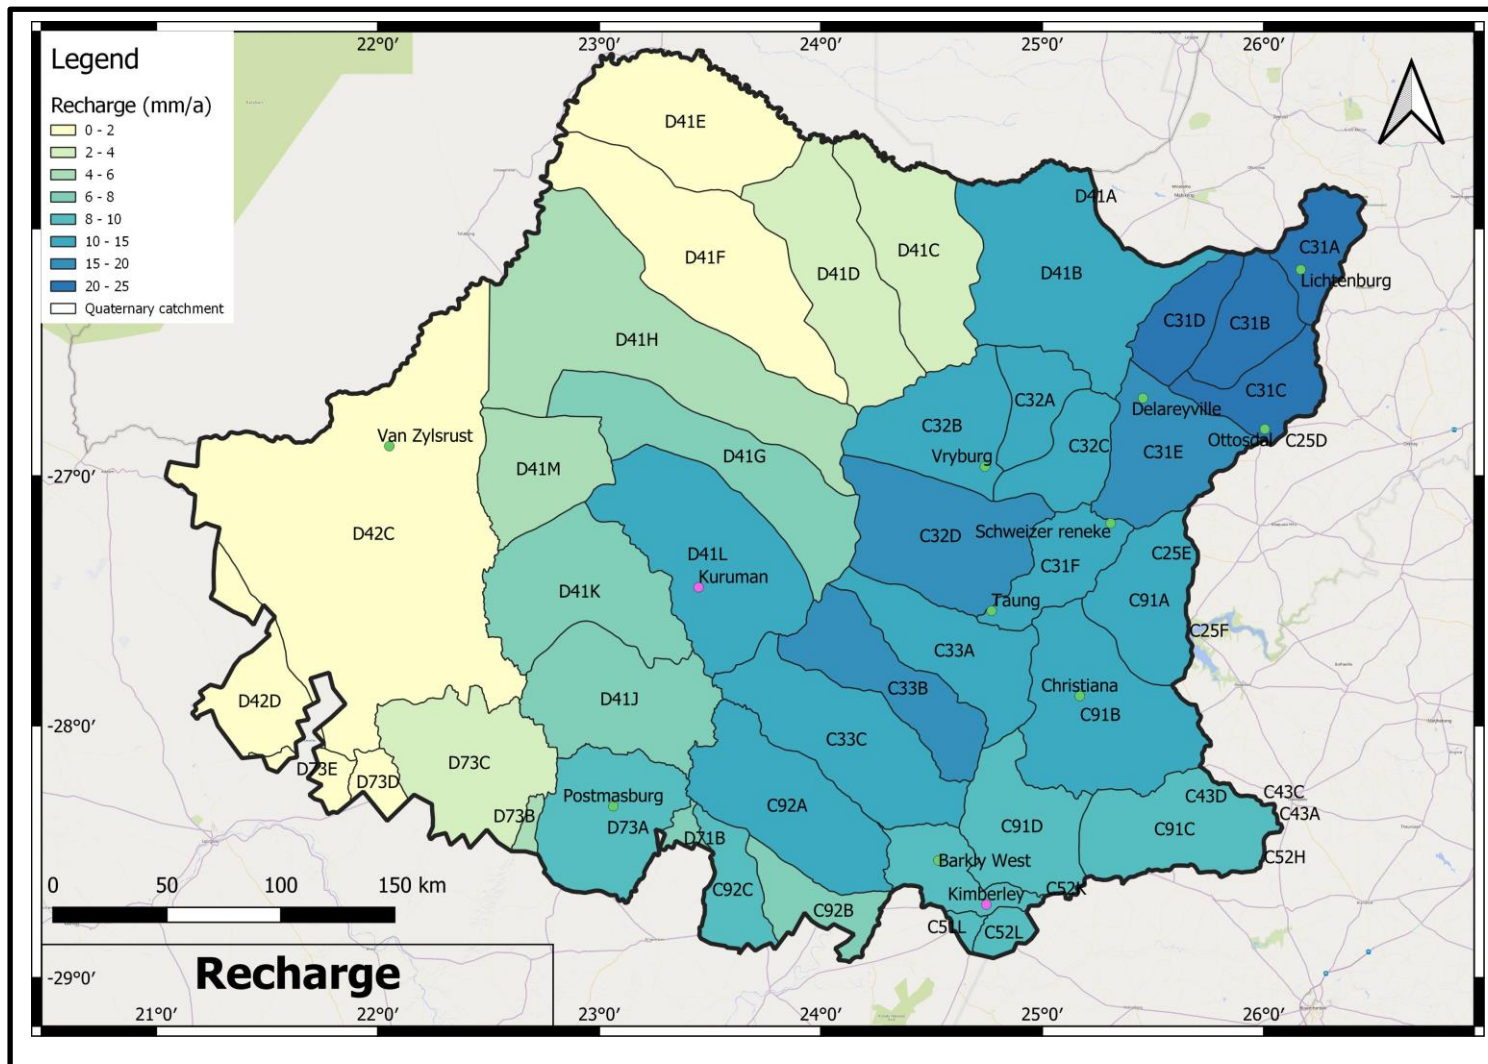 Legend
Recharge (mm/a)
0 - 2
2 - 4
4 - 6
6 - 8
8 - 10
10 - 15
15 - 20
20 - 25
Quaternary catchment
22°0′ 23°0′ 24°0′ 25°0′ 26°0′
D41E
D41A
D41F
D41D
D41C
D41B
C31A
Lichtenburg
C31D
C31B
D41H
C31C
C32A
Delareyville
Van Zylsrust
C32B
C32C
Ottosdal
C25D
Vryburg
D41G
C31E
D41M
-27°0′
D42C
C32D
Schweizer reneke
D41L
C25E
Kuruman
C31F
D41K
Taung
C91A
C25F
C33A
D42D
D41J
C33B
Christiana
C91B
-28°0′
C33C
D73E
D73C
D73D
Postmasburg
C92A
C43D
C43C
D73B
D73A
C43A
D71B
C91D
C91C
Barkly West
C52H
0 50 100 150 km
C92C
Kimberley
C52K
C92B
C51L
C52L
-29°0′
Recharge
21°0′ 22°0′ 23°0′ 24°0′ 25°0′ 26°0′